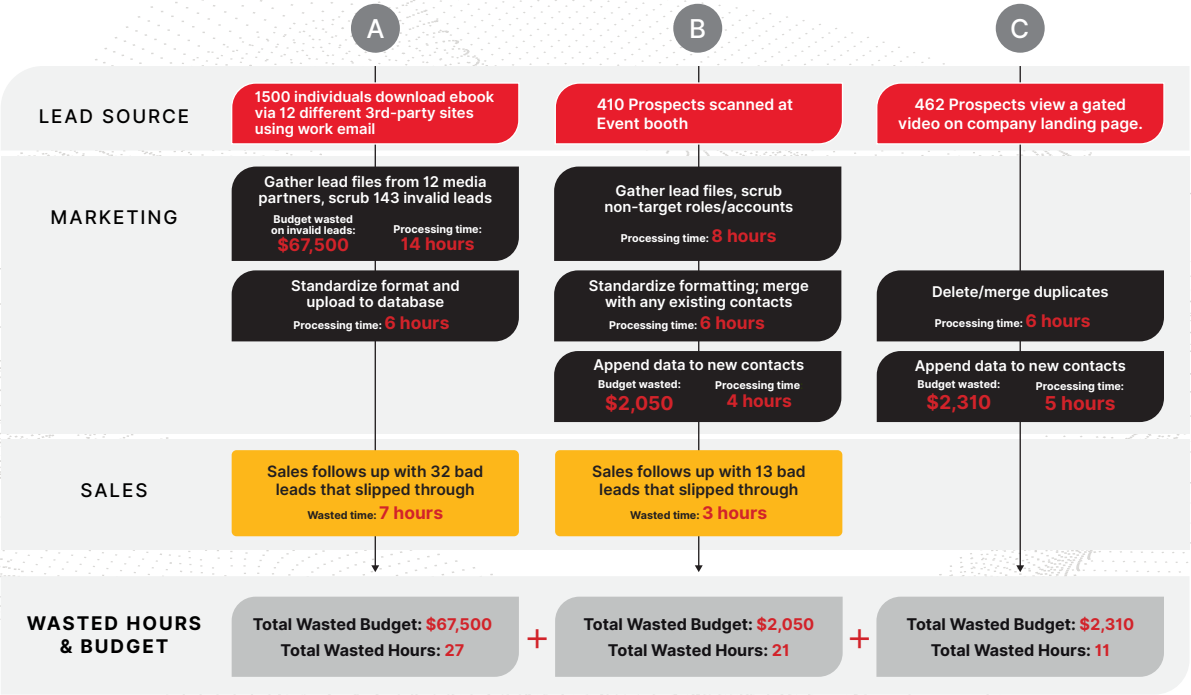 A
B
C
LEAD SOURCE
1500 individuals download ebook
via 12 different 3rd-party sites
using work email
410 Prospects scanned at
Event booth
462 Prospects view a gated
video on company landing page.
MARKETING
Gather lead files from 12 media
partners, scrub 143 invalid leads
Budget wasted
on invalid leads:
$67,500
Processing time:
14 hours
Gather lead files, scrub
non-target roles/accounts
Processing time: 8 hours
Standardize format and
upload to database
Processing time: 6 hours
Standardize formatting; merge
with any existing contacts
Processing time: 6 hours
Delete/merge duplicates
Processing time: 6 hours
Append data to new contacts
Budget wasted:
$2,050
Processing time
4 hours
Append data to new contacts
Budget wasted:
$2,310
Processing time:
5 hours
SALES
Sales follows up with 32 bad
leads that slipped through
Wasted time: 7 hours
Sales follows up with 13 bad
leads that slipped through
Wasted time: 3 hours
WASTED HOURS
& BUDGET
Total Wasted Budget: $67,500
Total Wasted Hours: 27
+
Total Wasted Budget: $2,050
Total Wasted Hours: 21
+
Total Wasted Budget: $2,310
Total Wasted Hours: 11